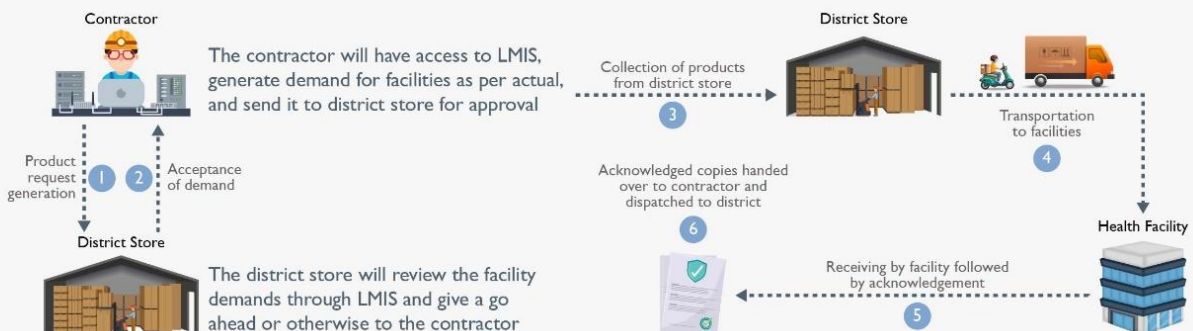 Contractor
The contractor will have access to LMIS,
generate demand for facilities as per actual,
and send it to district store for approval
Product
request
generation
1
2
Acceptance
of demand
District Store
The district store will review the facility
demands through LMIS and give a go
ahead or otherwise to the contractor
Collection of products
from district store
3
District Store
Transportation
to facilities
4
Health Facility
Receiving by facility followed
by acknowledgement
5
Acknowledged copies handed
over to contractor and
dispatched to district
6